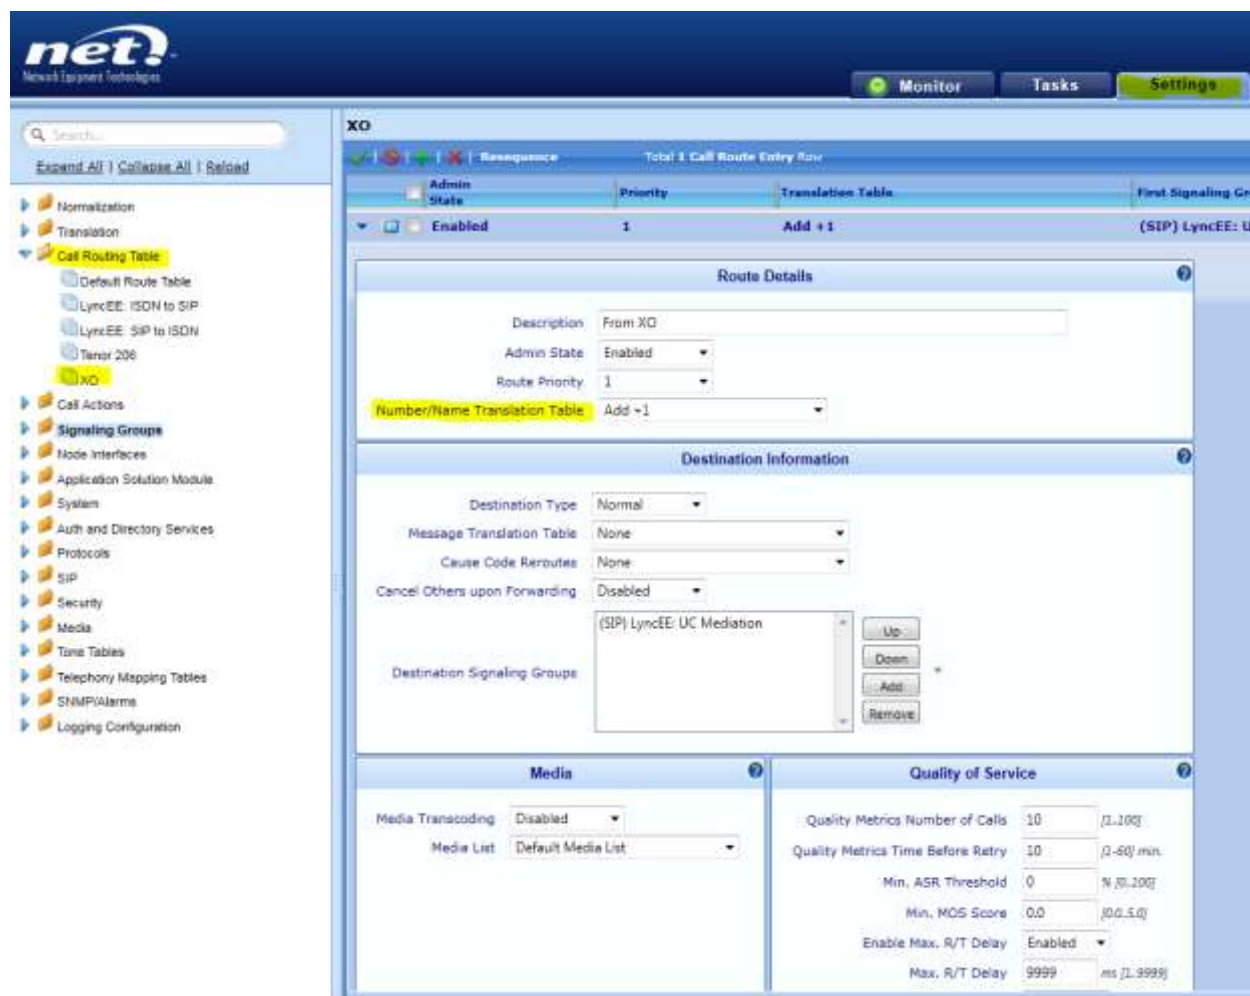 net!
Network Equipment Technologies
Monitor
Tasks
Settings
Search...
Expand All | Collapse All | Reload
Normalization
Translation
Call Routing Table
Default Route Table
LyncEE: ISDN to SIP
LyncEE: SIP to ISDN
Tenor 206
XO
Call Actions
Signaling Groups
Node Interfaces
Application Solution Module
System
Auth and Directory Services
Protocols
SIP
Security
Media
Tone Tables
Telephony Mapping Tables
SNMP/Alarms
Logging Configuration
XO
Resequence Total 1 Call Route Entry Row
Admin State Priority Translation Table First Signaling Gr
Enabled 1 Add +1 (SIP) LyncEE: U
Route Details
Description From XO
Admin State Enabled
Route Priority 1
Number/Name Translation Table Add +1
Destination Information
Destination Type Normal
Message Translation Table None
Cause Code Reroutes None
Cancel Others upon Forwarding Disabled
(SIP) LyncEE: UC Mediation
Destination Signaling Groups
Up
Down
Add
Remove
*
Media
Media Transcoding Disabled
Media List Default Media List
Quality of Service
Quality Metrics Number of Calls 10 [1..100]
Quality Metrics Time Before Retry 10 [1-60] min.
Min. ASR Threshold 0 % [0..100]
Min. MOS Score 0.0 [0.0..5.0]
Enable Max. R/T Delay Enabled
Max. R/T Delay 9999 ms [1..9999]